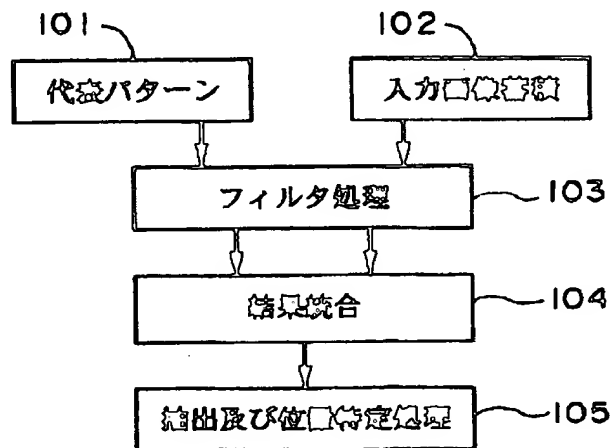 101
102
代表パターン
入力画像蓄積
フィルタ処理
103
結果統合
104
抽出及び位置特定処理
105